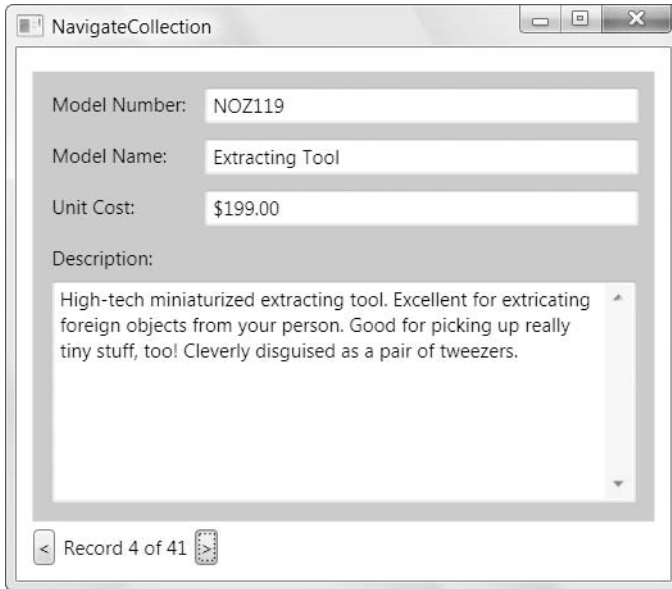 NavigateCollection
Model Number: NOZ119
Model Name: Extracting Tool
Unit Cost: $199.00
Description:
High-tech miniaturized extracting tool. Excellent for extricating
foreign objects from your person. Good for picking up really
tiny stuff, too! Cleverly disguised as a pair of tweezers.
< Record 4 of 41 >